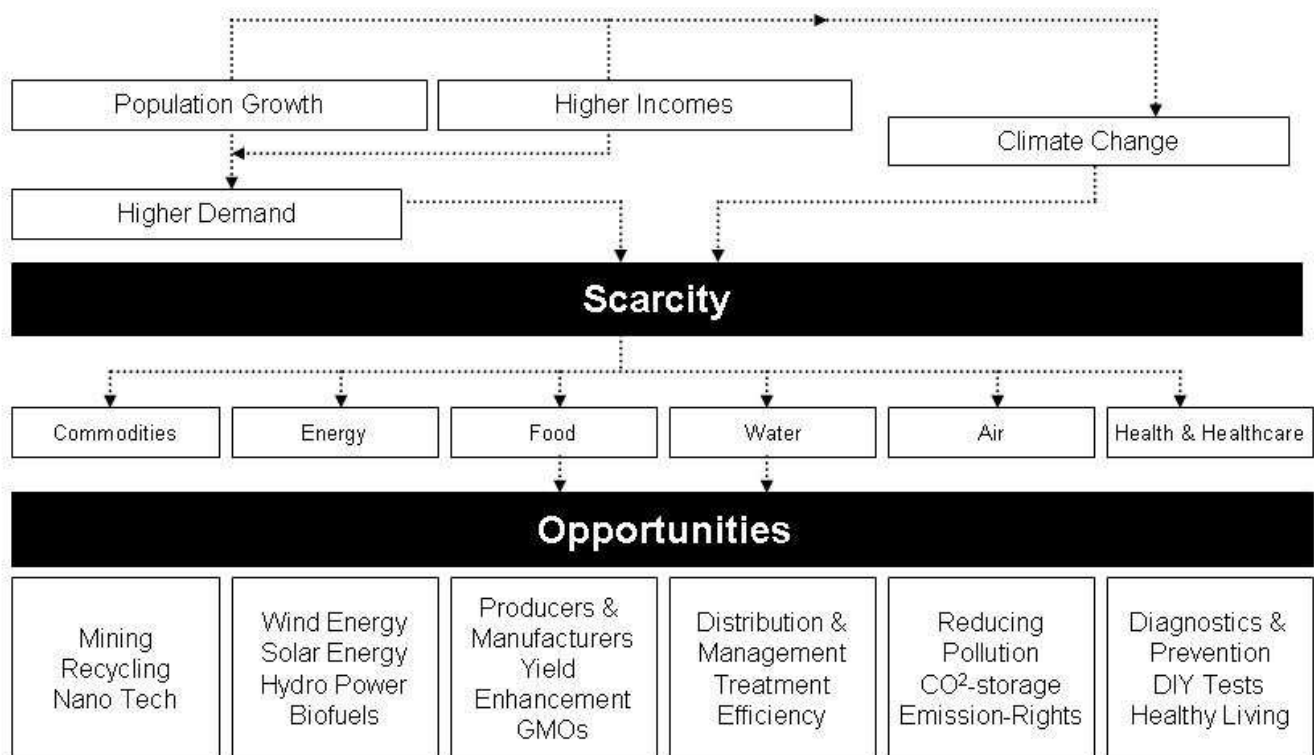 Population Growth
Higher Incomes
Climate Change
Higher Demand
Scarcity
Commodities
Energy
Food
Water
Air
Health & Healthcare
Opportunities
Mining
Recycling
Nano Tech
Wind Energy
Solar Energy
Hydro Power
Biofuels
Producers &
Manufacturers
Yield
Enhancement
GMOs
Distribution &
Management
Treatment
Efficiency
Reducing
Pollution
CO²-storage
Emission-Rights
Diagnostics &
Prevention
DIY Tests
Healthy Living